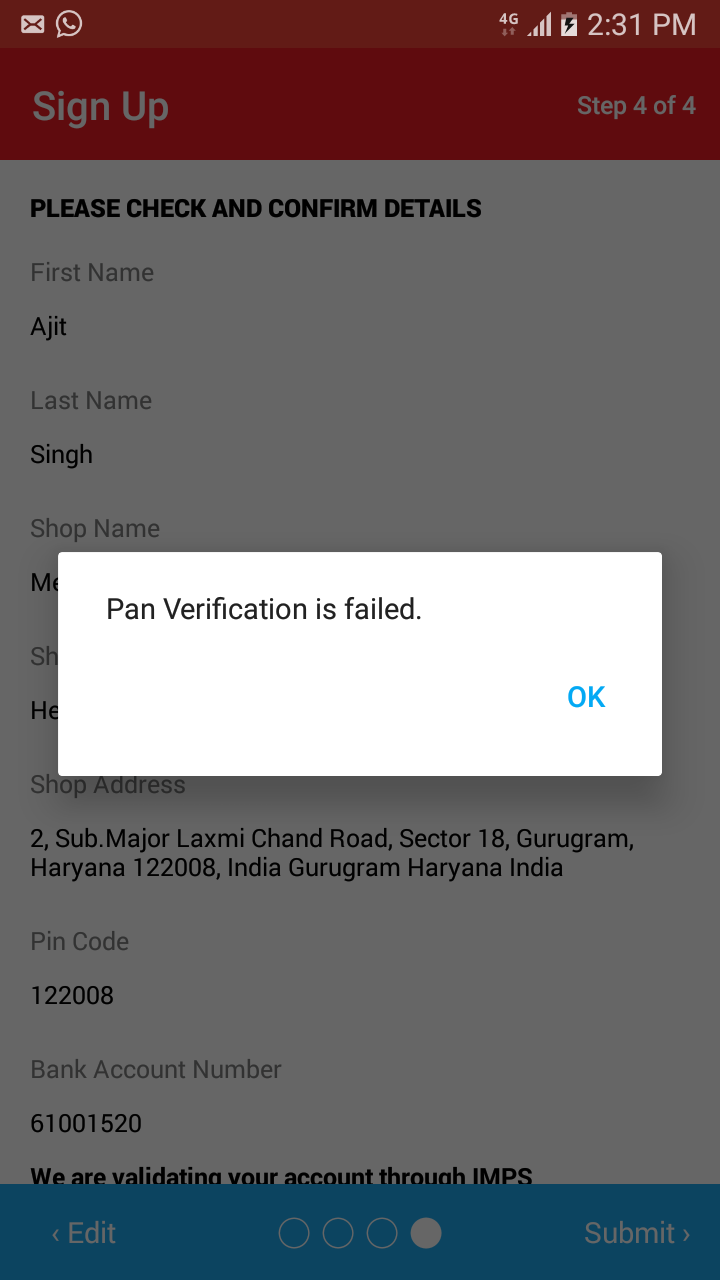 4G 2:31 PM
Sign Up Step 4 of 4
PLEASE CHECK AND CONFIRM DETAILS
First Name
Ajit
Last Name
Singh
Shop Name
Me
Sh
He
Pan Verification is failed.
OK
Shop Address
2, Sub.Major Laxmi Chand Road, Sector 18, Gurugram,
Haryana 122008, India Gurugram Haryana India
Pin Code
122008
Bank Account Number
61001520
We are validating your account through IMPS
‹ Edit Submit ›